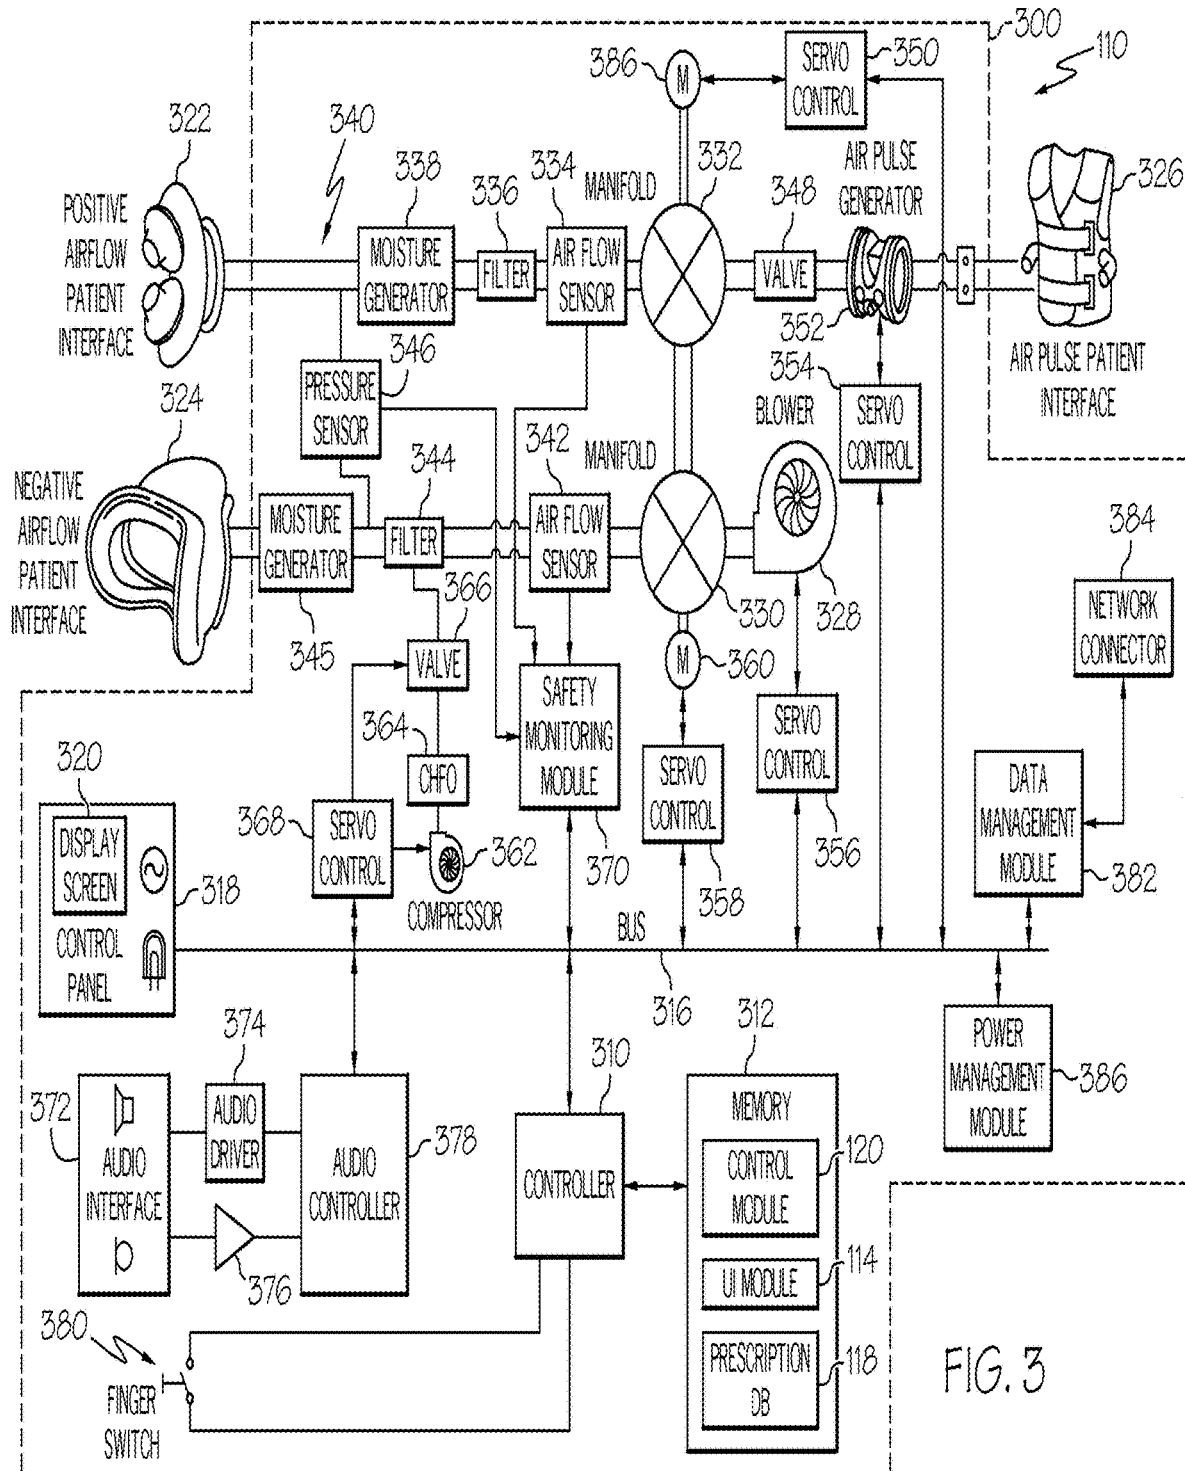 300
110
386
M
SERVO
CONTROL
350
322
340
338
336
334
MANIFOLD
332
348
AIR PULSE
GENERATOR
326
POSITIVE
AIRFLOW
PATIENT
INTERFACE
MOISTURE
GENERATOR
FILTER
AIR FLOW
SENSOR
VALVE
352
346
354
AIR PULSE PATIENT
INTERFACE
324
PRESSURE
SENSOR
BLOWER
SERVO
CONTROL
344
342
MANIFOLD
NEGATIVE
AIRFLOW
PATIENT
INTERFACE
MOISTURE
GENERATOR
FILTER
AIR FLOW
SENSOR
384
366
330
328
NETWORK
CONNECTOR
345
VALVE
M
360
SAFETY
MONITORING
MODULE
364
SERVO
CONTROL
320
CHFO
SERVO
CONTROL
DATA
MANAGEMENT
MODULE
368
SERVO
CONTROL
DISPLAY
SCREEN
318
362
370
356
382
358
COMPRESSOR
BUS
CONTROL
PANEL
316
374
310
312
POWER
MANAGEMENT
MODULE
386
372
AUDIO
DRIVER
MEMORY
AUDIO
INTERFACE
AUDIO
CONTROLLER
378
CONTROLLER
CONTROL
MODULE
120
376
UI MODULE
114
380
PRESCRIPTION
DB
118
FINGER
SWITCH
FIG. 3